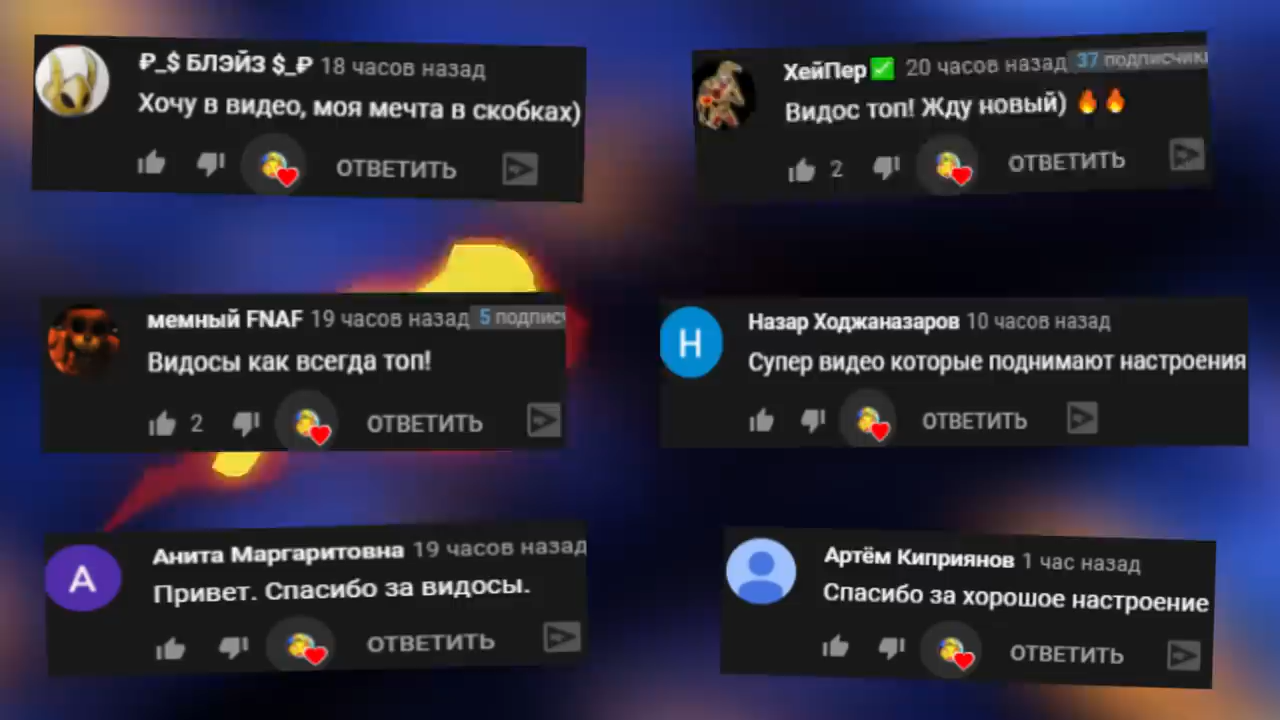 ₽_$ БЛЭЙЗ $_₽ 18 часов назад
Хочу в видео, моя мечта в скобках)
ОТВЕТИТЬ
ХейПер✅ 20 часов назад 37 подписчики
Видос топ! Жду новый) 🔥🔥
2 ОТВЕТИТЬ
мемный FNAF 19 часов назад 5 подписч
Видосы как всегда топ!
2 ОТВЕТИТЬ
Н
Назар Ходжаназаров 10 часов назад
Супер видео которые поднимают настроения
ОТВЕТИТЬ
А
Анита Маргаритовна 19 часов назад
Привет. Спасибо за видосы.
ОТВЕТИТЬ
Артём Киприянов 1 час назад
Спасибо за хорошое настроение
ОТВЕТИТЬ